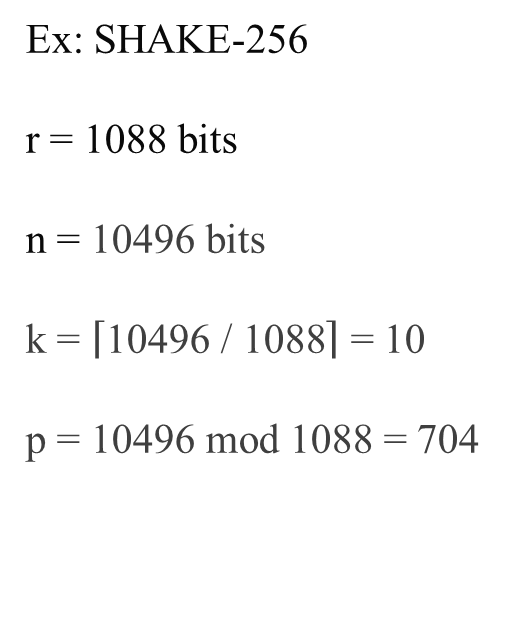 Ex: SHAKE-256
r = 1088 bits
n = 10496 bits
k = ⌈10496 / 1088⌉ = 10
p = 10496 mod 1088 = 704